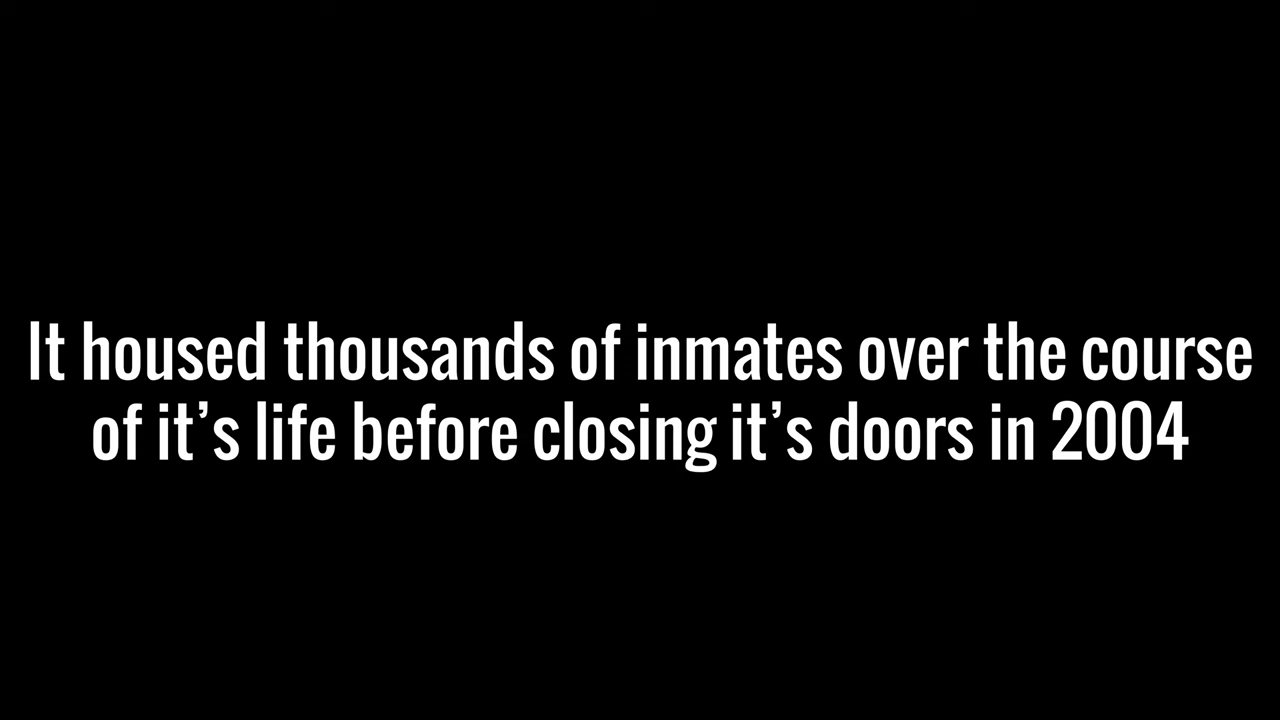 It housed thousands of inmates over the course
of it’s life before closing it’s doors in 2004